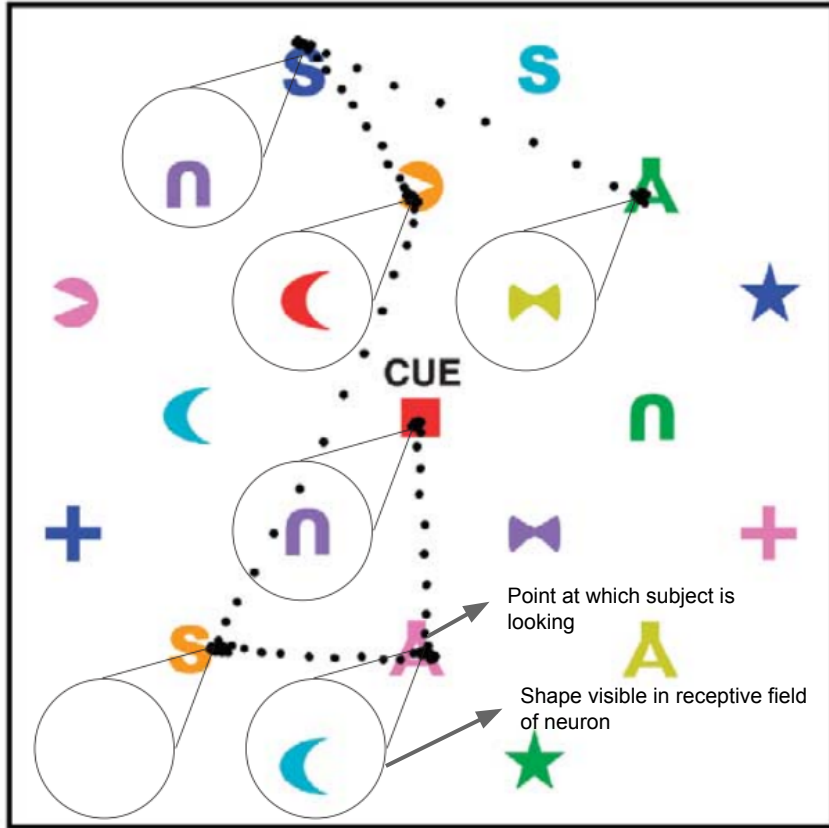 S S
CUE
Point at which subject is
looking
S
Shape visible in receptive field
of neuron